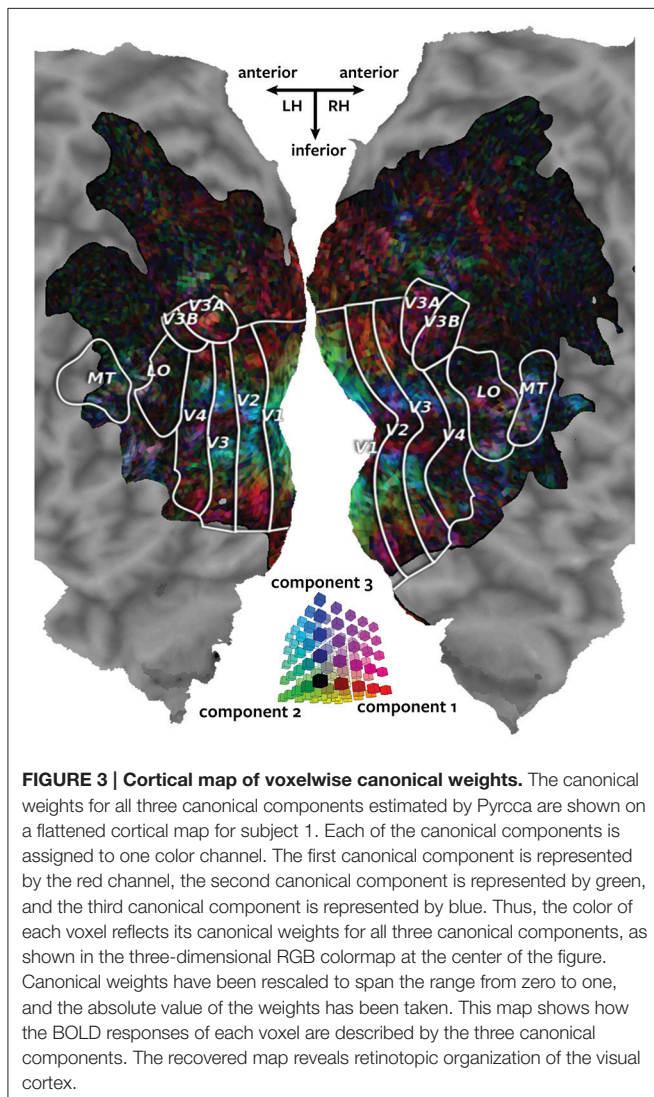 anterior anterior
LH RH
inferior
V3A
V3B
MT
LO
V4
V3
V2
V1
V3A
V3B
V1
V2
V3
V4
LO
MT
component 3
component 2
component 1
FIGURE 3 | Cortical map of voxelwise canonical weights. The canonical
weights for all three canonical components estimated by Pyrcca are shown on
a flattened cortical map for subject 1. Each of the canonical components is
assigned to one color channel. The first canonical component is represented
by the red channel, the second canonical component is represented by green,
and the third canonical component is represented by blue. Thus, the color of
each voxel reflects its canonical weights for all three canonical components, as
shown in the three-dimensional RGB colormap at the center of the figure.
Canonical weights have been rescaled to span the range from zero to one,
and the absolute value of the weights has been taken. This map shows how
the BOLD responses of each voxel are described by the three canonical
components. The recovered map reveals retinotopic organization of the visual
cortex.